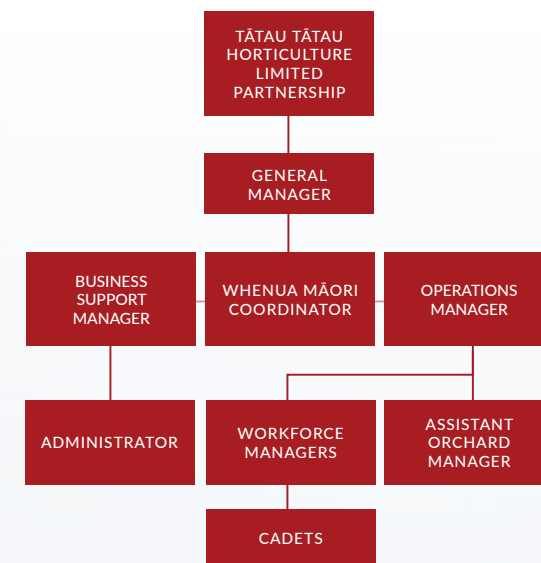 TĀTAU TĀTAU
HORTICULTURE
LIMITED
PARTNERSHIP
GENERAL
MANAGER
BUSINESS
SUPPORT
MANAGER
WHENUA MĀORI
COORDINATOR
OPERATIONS
MANAGER
ADMINISTRATOR
WORKFORCE
MANAGERS
ASSISTANT
ORCHARD
MANAGER
CADETS